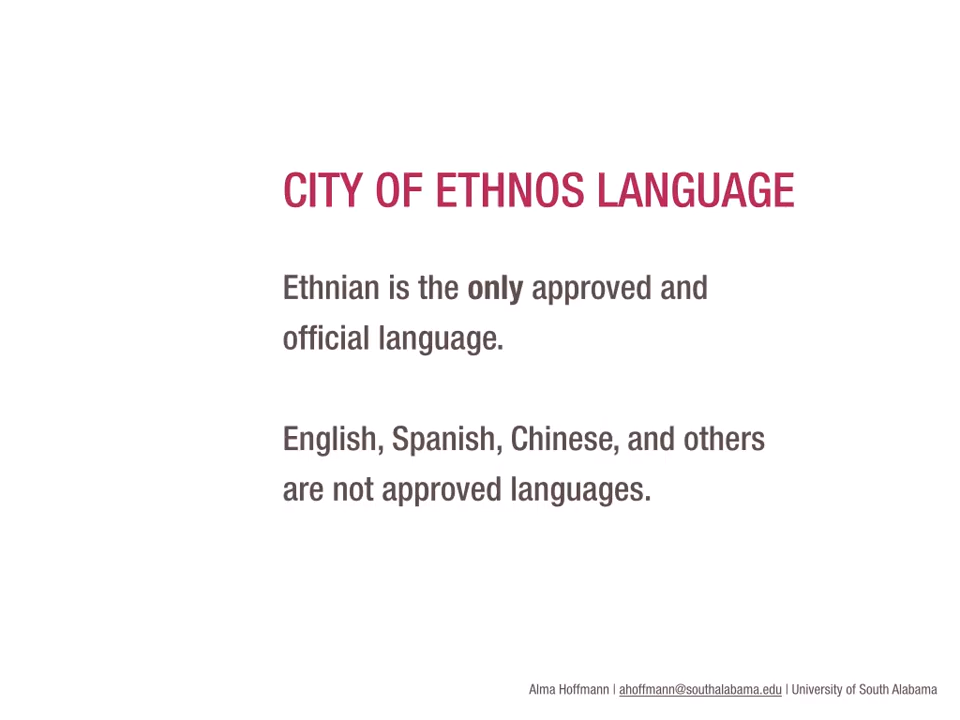 CITY OF ETHNOS LANGUAGE
Ethnian is the only approved and
official language.
English, Spanish, Chinese, and others
are not approved languages.
Alma Hoffmann | ahoffmann@southalabama.edu | University of South Alabama